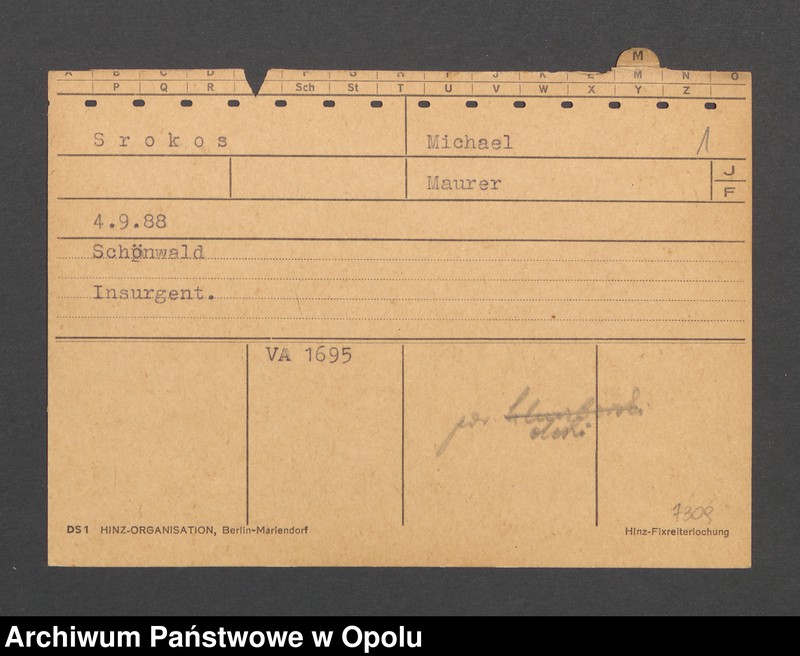 M
A B C D F G H I J K L M N O
P Q R Sch St T U V W X Y Z
S r o k o s Michael 1
Maurer J
F
4.9.88
Schönwald
Insurgent.
VA 1695
7309
DS1 HINZ-ORGANISATION, Berlin-Mariendorf Hinz-Fixreiterlochung
Archiwum Państwowe w Opolu